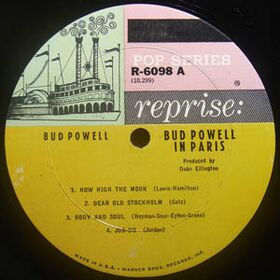 POP SERIES
R-6098 A
(10,299)
reprise:
BUD POWELL
BUD POWELL
IN PARIS
Produced by
Duke Ellington
1. HOW HIGH THE MOON (Lewis-Hamilton)
2. DEAR OLD STOCKHOLM (Getz)
3. BODY AND SOUL (Heyman-Sour-Eyton-Green)
4. JOR-DU (Jordan)
MADE IN U.S.A. - WARNER BROS. RECORDS, INC.